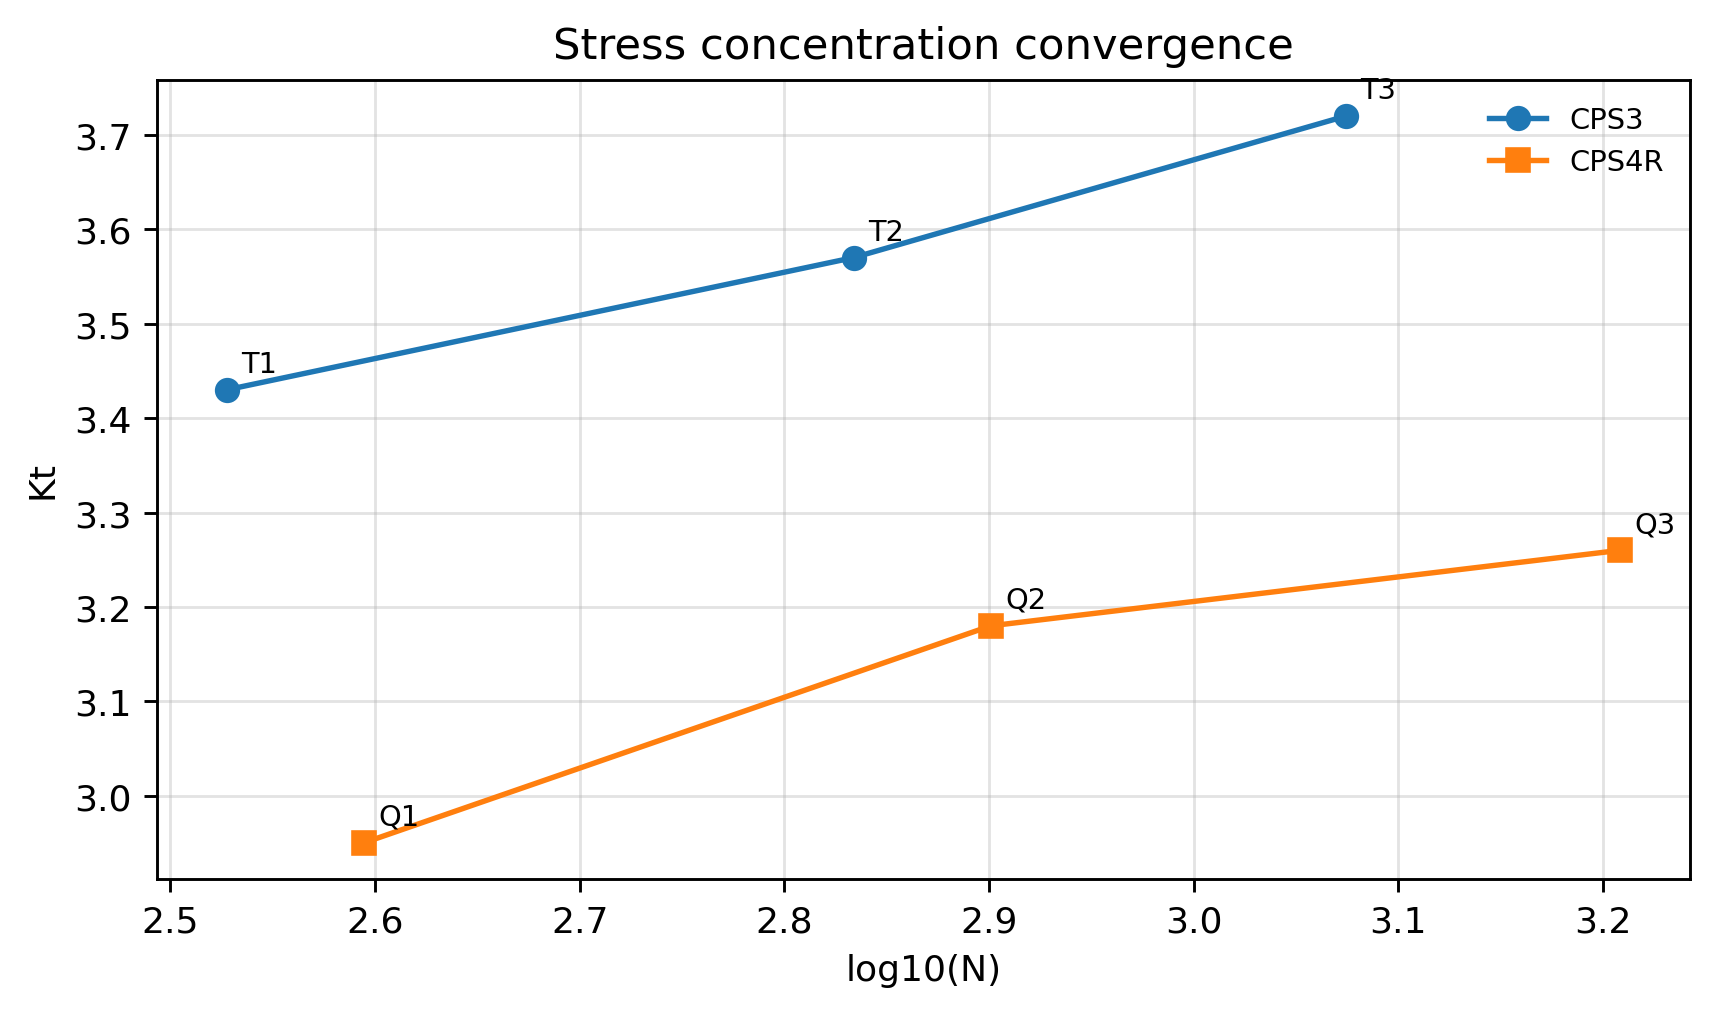 Stress concentration convergence
T3
CPS3
CPS4R
3.7
3.6
T2
3.5
T1
3.4
Kt
3.3
Q3
3.2
Q2
3.1
3.0
Q1
2.5 2.6 2.7 2.8 2.9 3.0 3.1 3.2
log10(N)